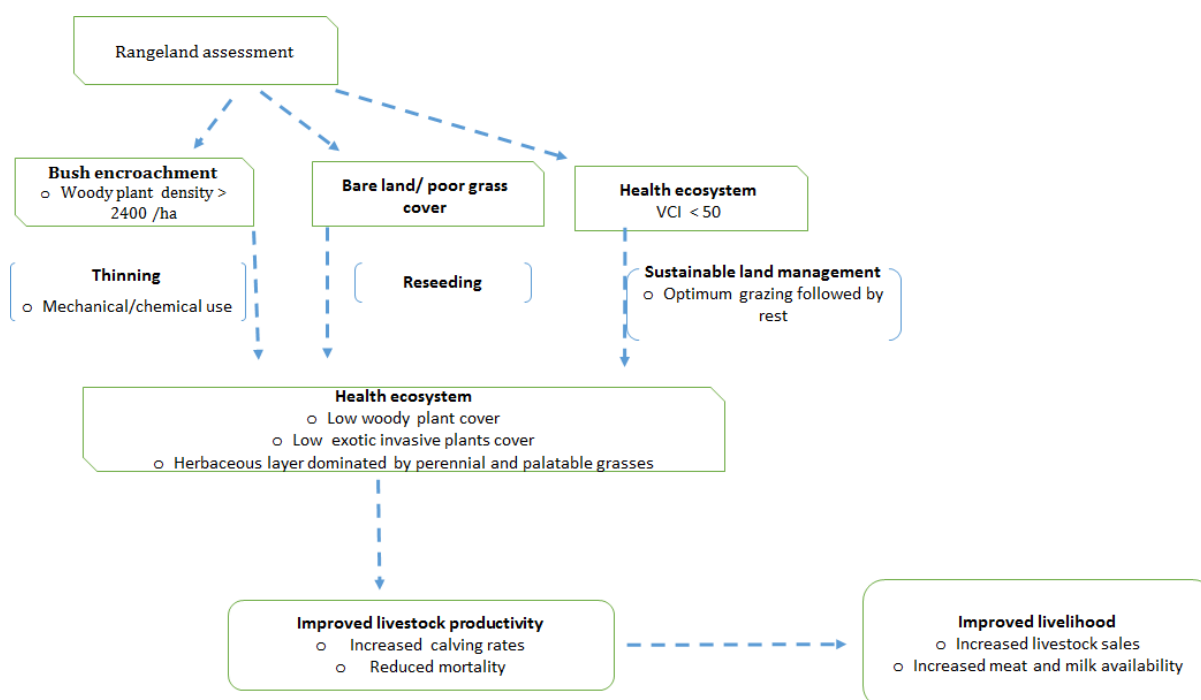 Rangeland assessment
Bush encroachment
o Woody plant density >
2400 /ha
Bare land/ poor grass
cover
Health ecosystem
VCI < 50
Thinning
o Mechanical/chemical use
Reseeding
Sustainable land management
o Optimum grazing followed by
rest
Health ecosystem
o Low woody plant cover
o Low exotic invasive plants cover
o Herbaceous layer dominated by perennial and palatable grasses
Improved livestock productivity
o Increased calving rates
o Reduced mortality
Improved livelihood
o Increased livestock sales
o Increased meat and milk availability